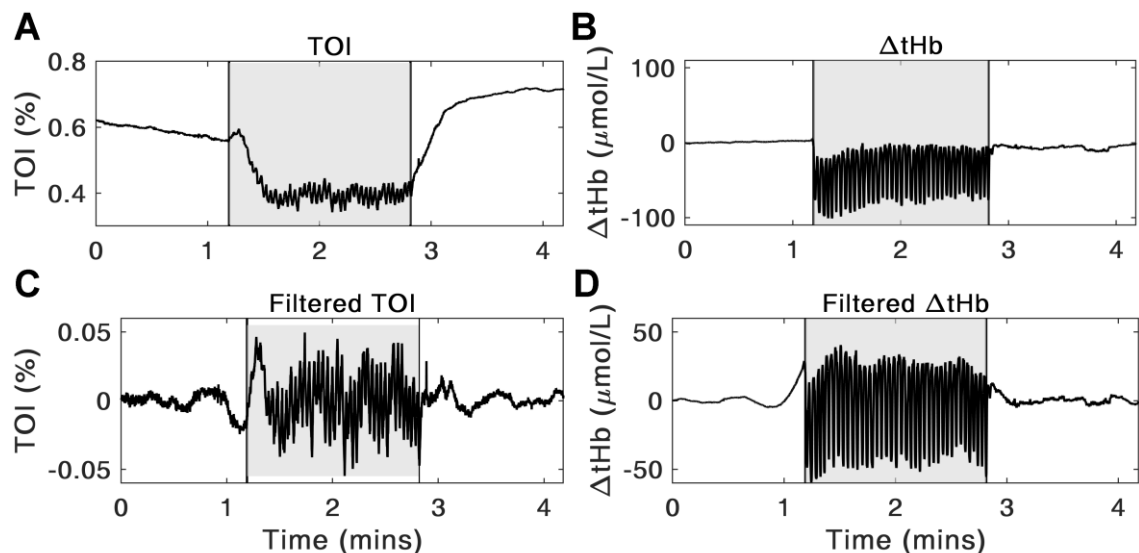 A
TOI
TOI (%)
0.8
0.6
0.4
0 1 2 3 4
B
ΔtHb
ΔtHb (μmol/L)
100
0
-100
0 1 2 3 4
C
Filtered TOI
TOI (%)
0.05
0
-0.05
0 1 2 3 4
Time (mins)
D
Filtered ΔtHb
ΔtHb (μmol/L)
50
0
-50
0 1 2 3 4
Time (mins)